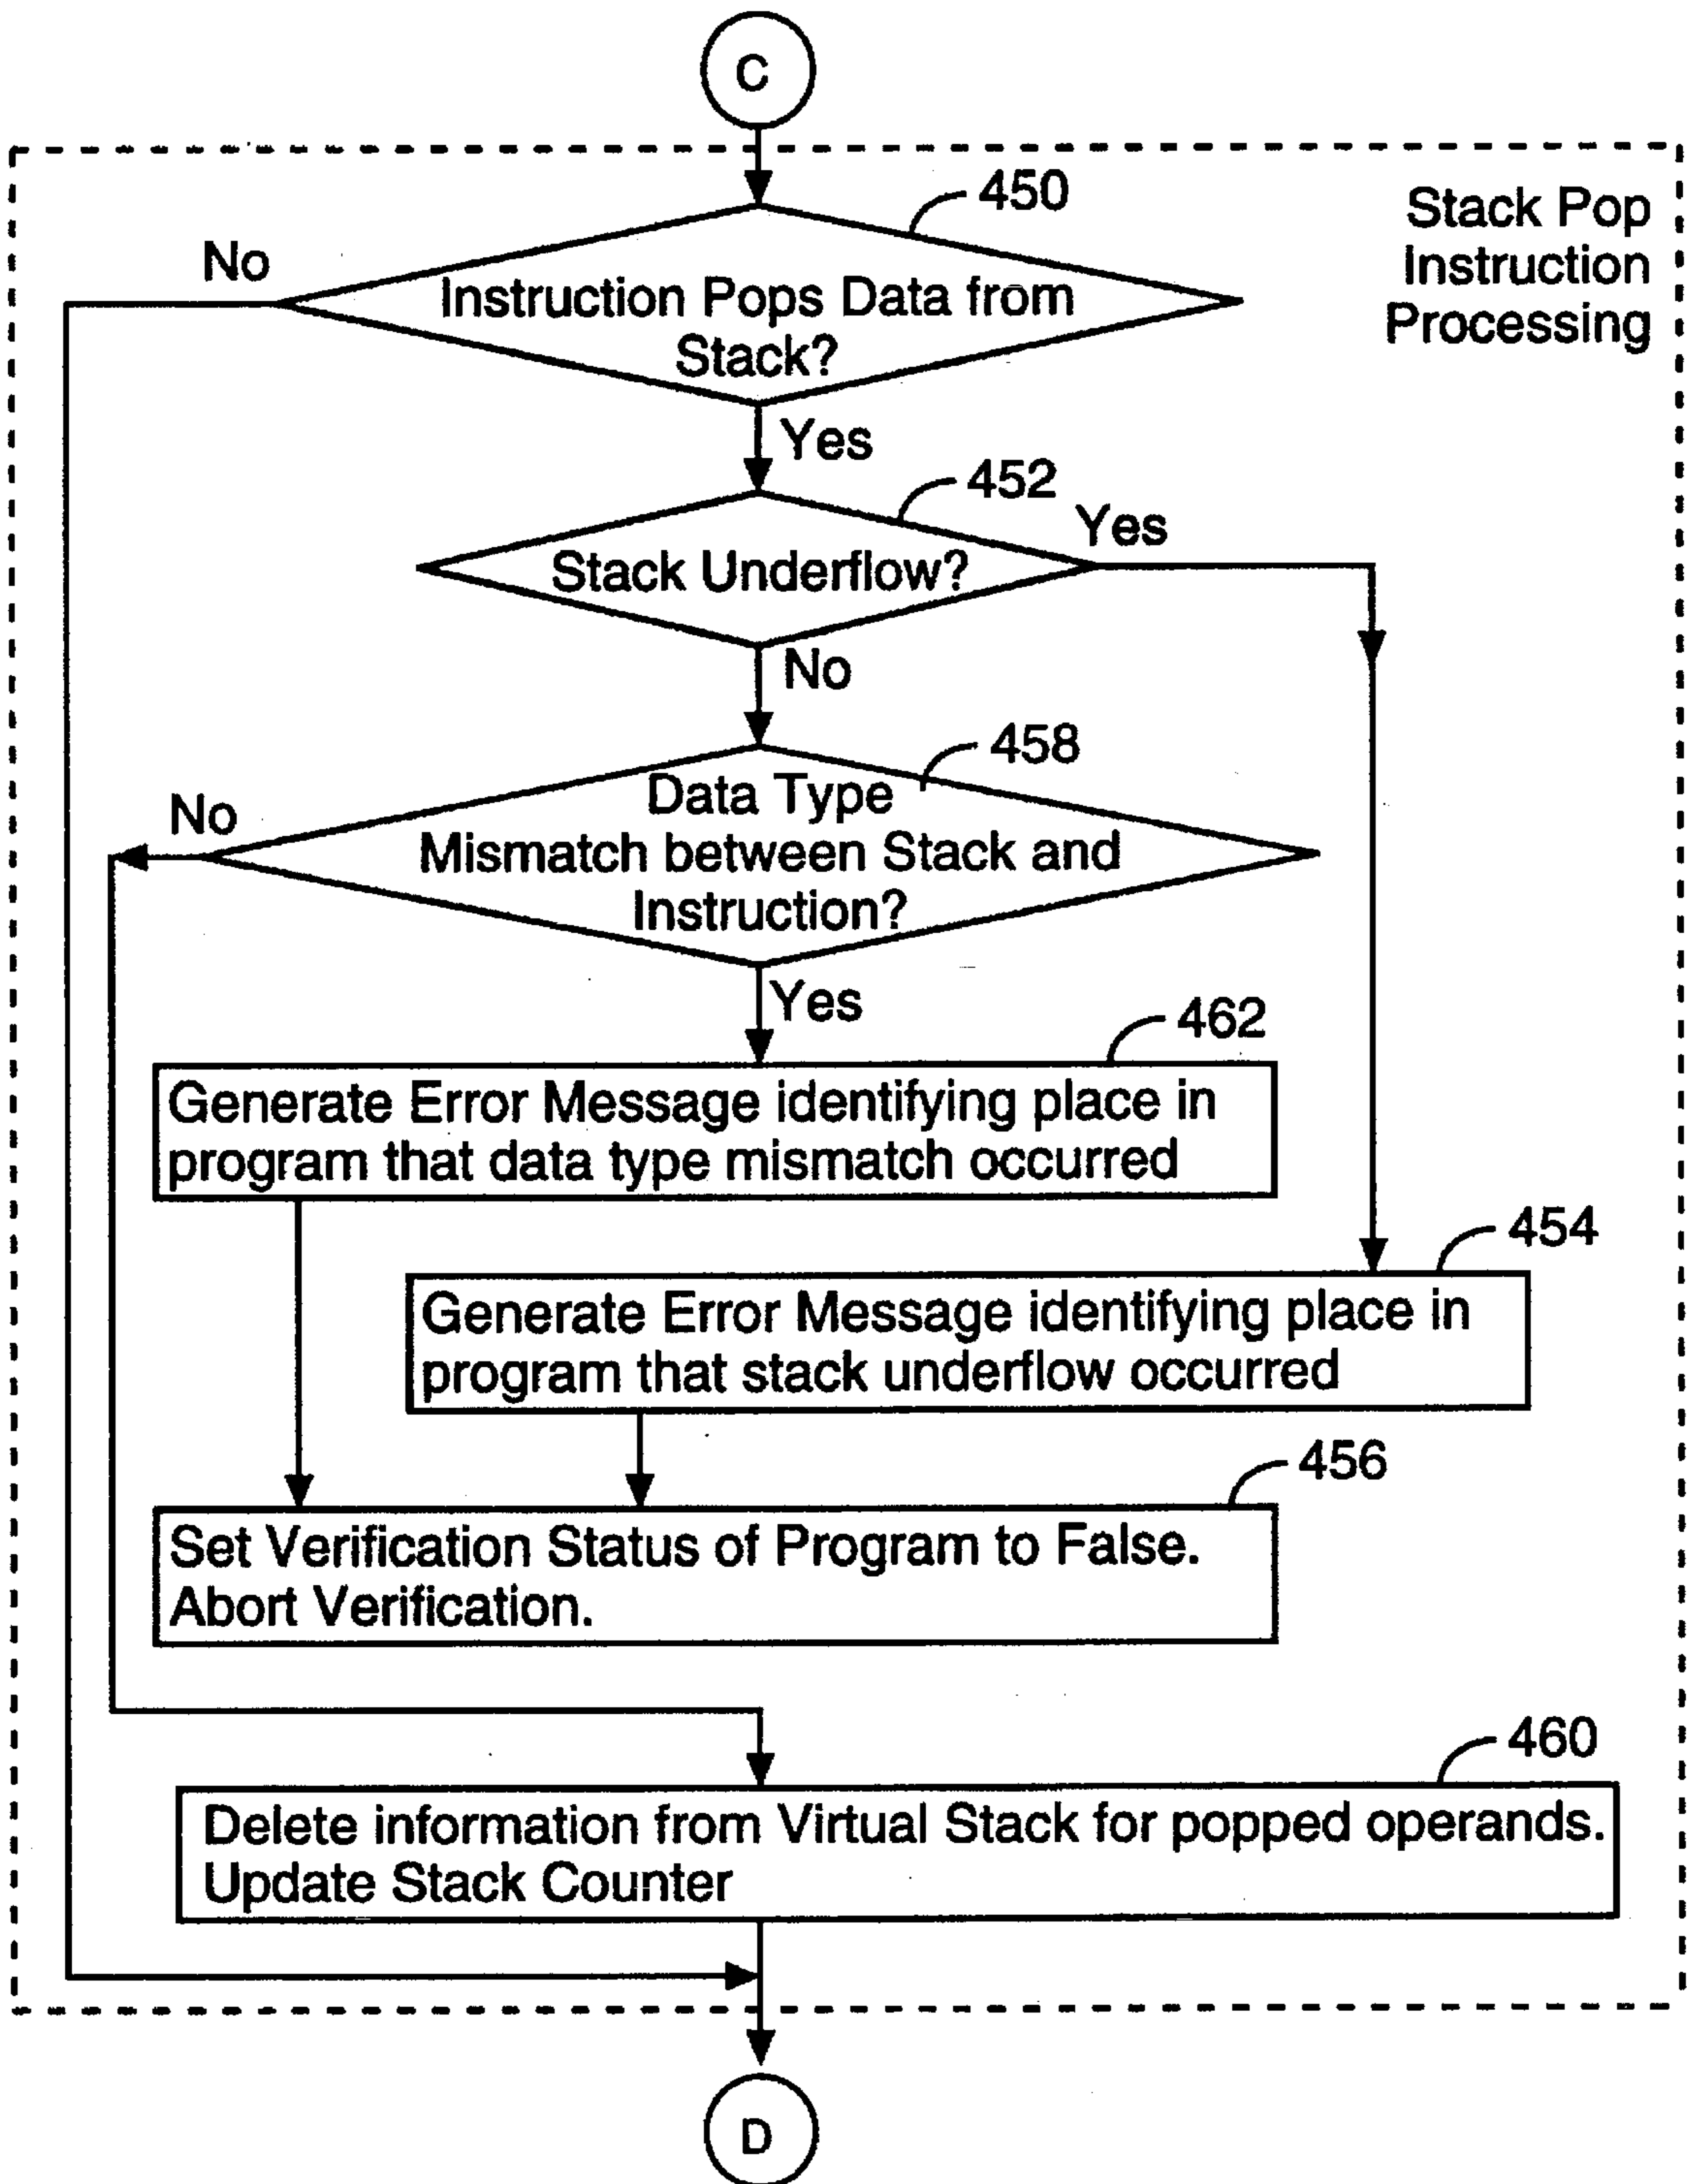 C
450
Stack Pop
Instruction
Processing
No
Instruction Pops Data from
Stack?
Yes
452
Yes
Stack Underflow?
No
458
No
Data Type
Mismatch between Stack and
Instruction?
Yes
462
Generate Error Message identifying place in
program that data type mismatch occurred
454
Generate Error Message identifying place in
program that stack underflow occurred
456
Set Verification Status of Program to False.
Abort Verification.
460
Delete information from Virtual Stack for popped operands.
Update Stack Counter
D